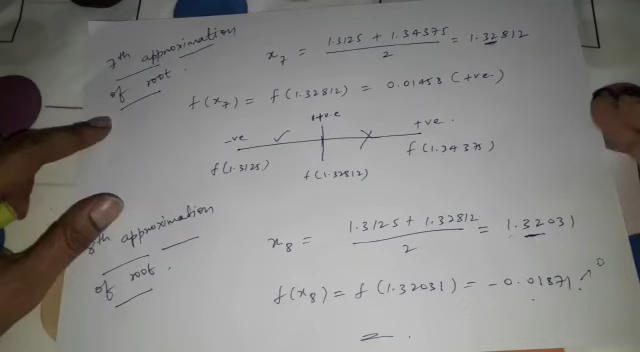 7th approximation of root.
x₇ = (1.3125 + 1.34375)/2 = 1.32812
f(x₇) = f(1.32812) = 0.01458 (+ve)
-ve ✓ +ve ✗ +ve.
f(1.3125) f(1.32812) f(1.34375)
8th approximation of root.
x₈ = (1.3125 + 1.32812)/2 = 1.32031
f(x₈) = f(1.32031) = -0.01871. ↗0